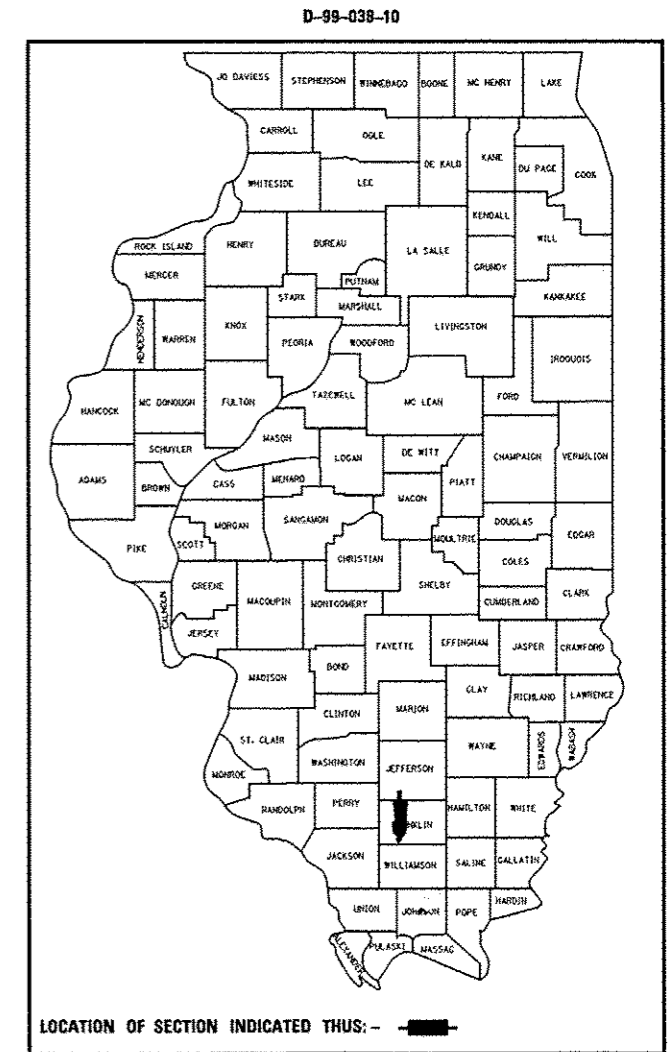 D-99-038-10
JO DAVIESS STEPHENSON WINNEBAGO BOONE MC HENRY LAKE
CARROLL OGLE DE KALB KANE DU PAGE COOK
WHITESIDE LEE
KENDALL WILL
ROCK ISLAND HENRY BUREAU LA SALLE
MERCER PUTNAM GRUNDY
STARK MARSHALL KANKAKEE
HENDERSON WARREN KNOX PEORIA WOODFORD LIVINGSTON IROQUOIS
HANCOCK MC DONOUGH FULTON TAZEWELL MC LEAN FORD
MASON
SCHUYLER LOGAN DE WITT CHAMPAIGN VERMILION
ADAMS BROWN CASS MENARD MACON PIATT
PIKE SCOTT MORGAN SANGAMON MOULTRIE DOUGLAS EDGAR
CHRISTIAN COLES
GREENE MACOUPIN MONTGOMERY SHELBY CUMBERLAND CLARK
CALHOUN JERSEY
FAYETTE EFFINGHAM JASPER CRAWFORD
MADISON BOND CLAY RICHLAND LAWRENCE
CLINTON MARION
ST. CLAIR WAYNE EDWARDS WABASH
MONROE WASHINGTON JEFFERSON
RANDOLPH PERRY NKLIN HAMILTON WHITE
JACKSON WILLIAMSON SALINE GALLATIN
UNION POPE HARDIN
ALEXANDER PULASKI MASSAC
LOCATION OF SECTION INDICATED THUS: -